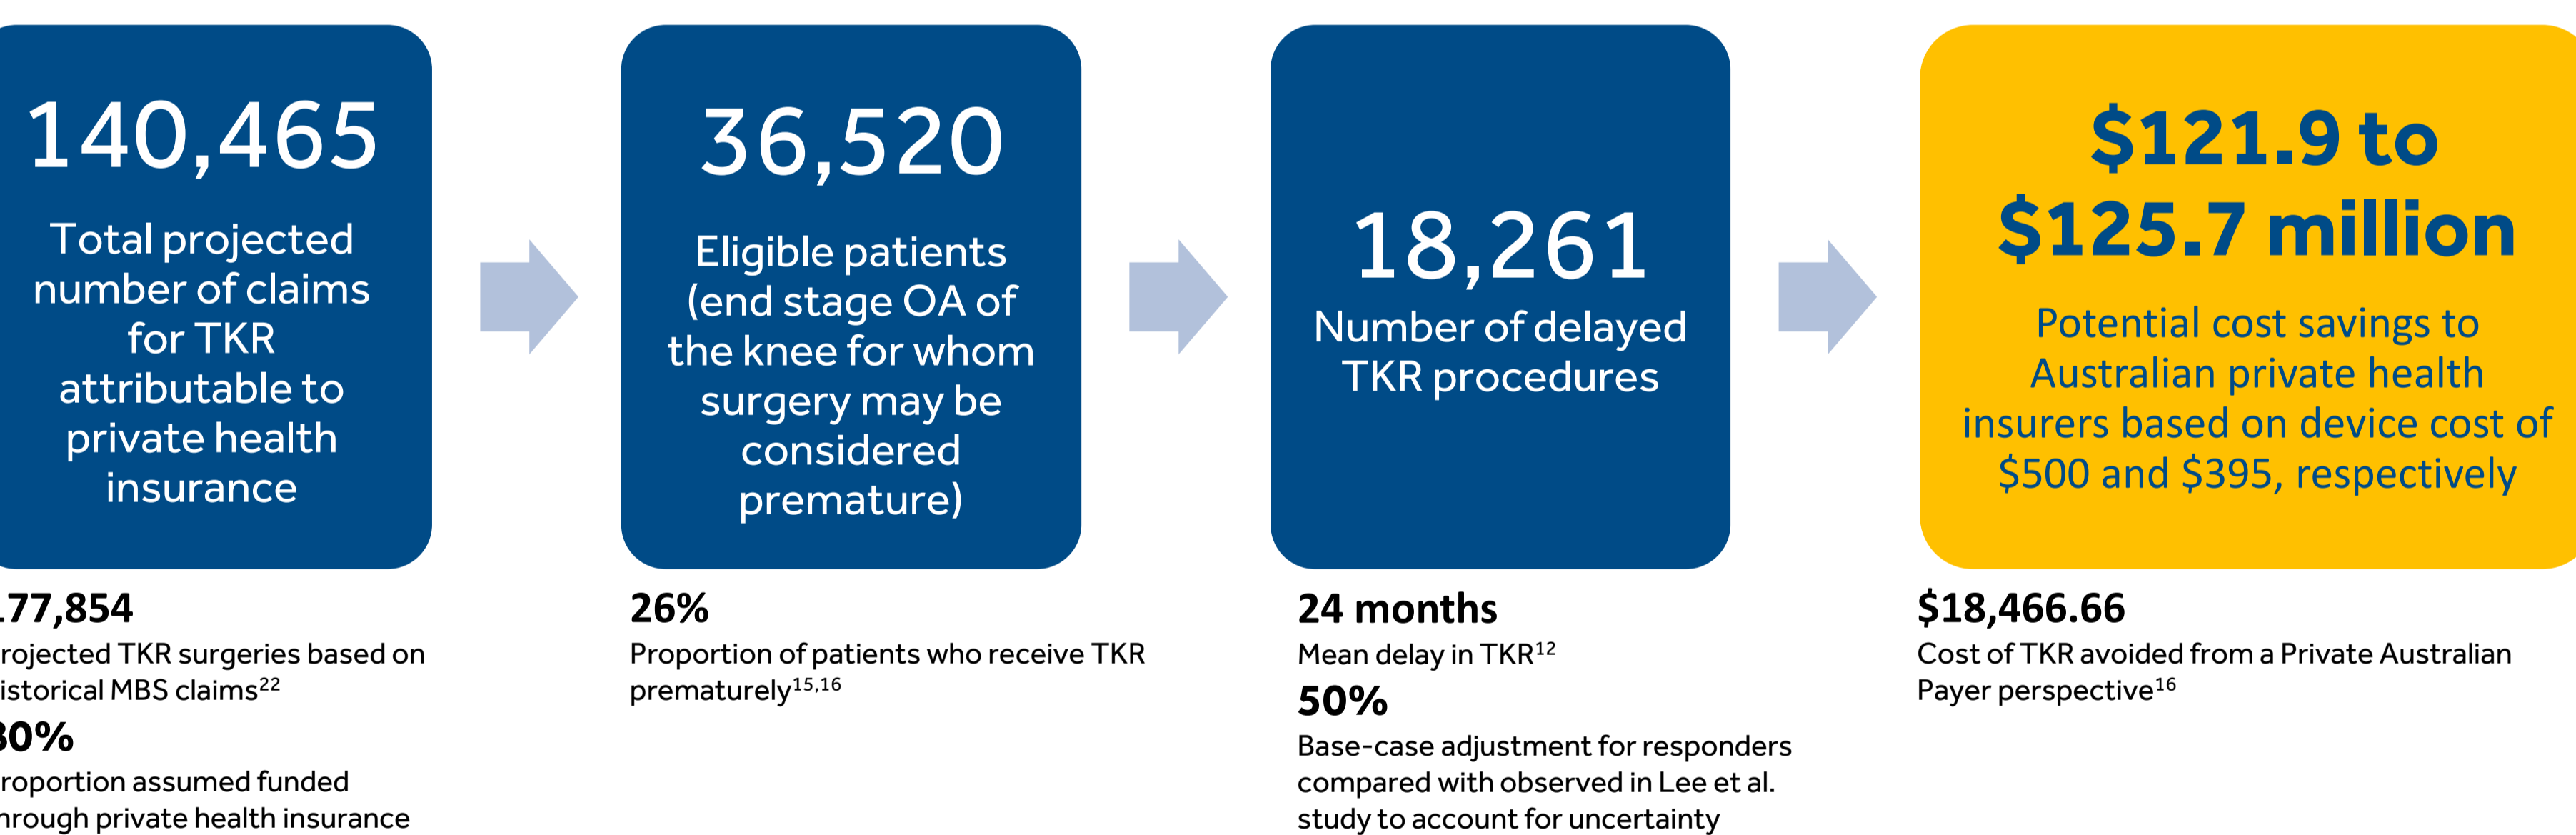 140,465
Total projected
number of claims
for TKR
attributable to
private health
insurance
77,854
rojected TKR surgeries based on
istorical MBS claims22
0%
roportion assumed funded
hrough private health insurance
36,520
Eligible patients
(end stage OA of
the knee for whom
surgery may be
considered
premature)
26%
Proportion of patients who receive TKR
prematurely15,16
18,261
Number of delayed
TKR procedures
24 months
Mean delay in TKR12
50%
Base-case adjustment for responders
compared with observed in Lee et al.
study to account for uncertainty
$121.9 to
$125.7 million
Potential cost savings to
Australian private health
insurers based on device cost of
$500 and $395, respectively
$18,466.66
Cost of TKR avoided from a Private Australian
Payer perspective16